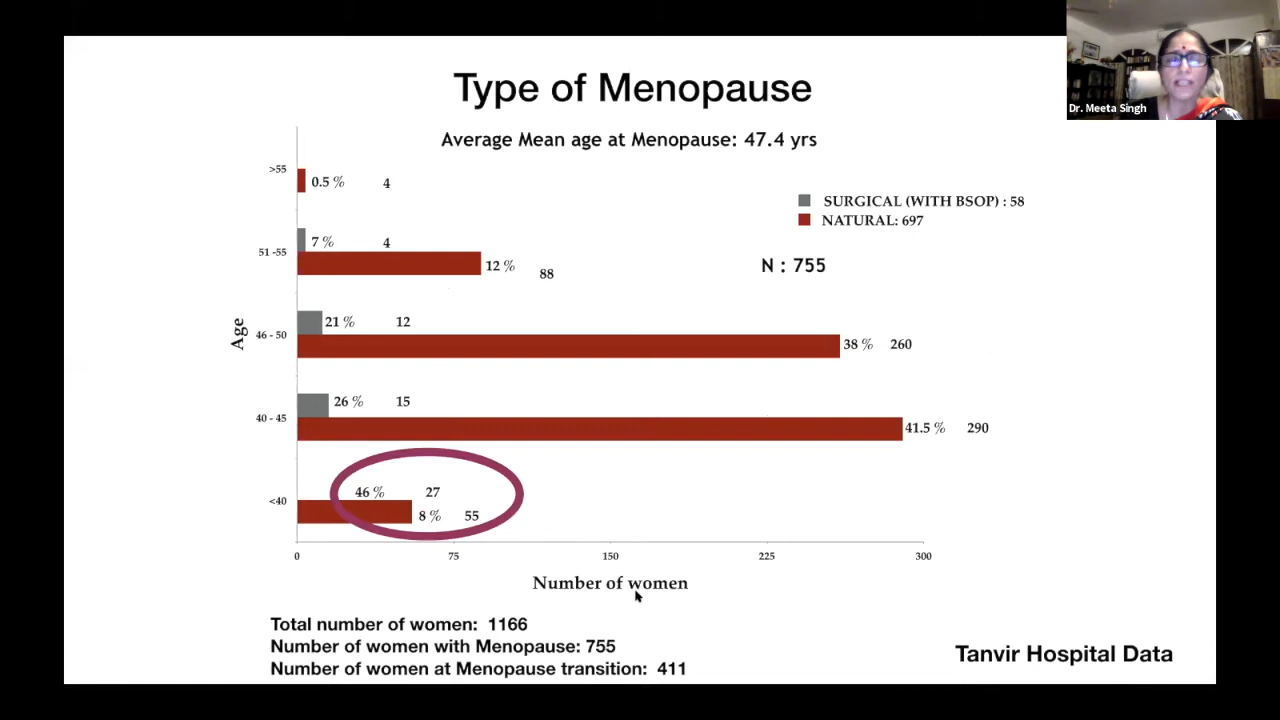 Dr. Meeta Singh
Type of Menopause
Average Mean age at Menopause: 47.4 yrs
>55
0.5 %
4
SURGICAL (WITH BSOP) : 58
NATURAL: 697
51 -55
7 %
4
12 %
88
N : 755
Age
46 - 50
21 %
12
38 %
260
40 - 45
26 %
15
41.5 %
290
<40
46 %
27
8 %
55
0
75
150
225
300
Number of women
Total number of women: 1166
Number of women with Menopause: 755
Number of women at Menopause transition: 411
Tanvir Hospital Data